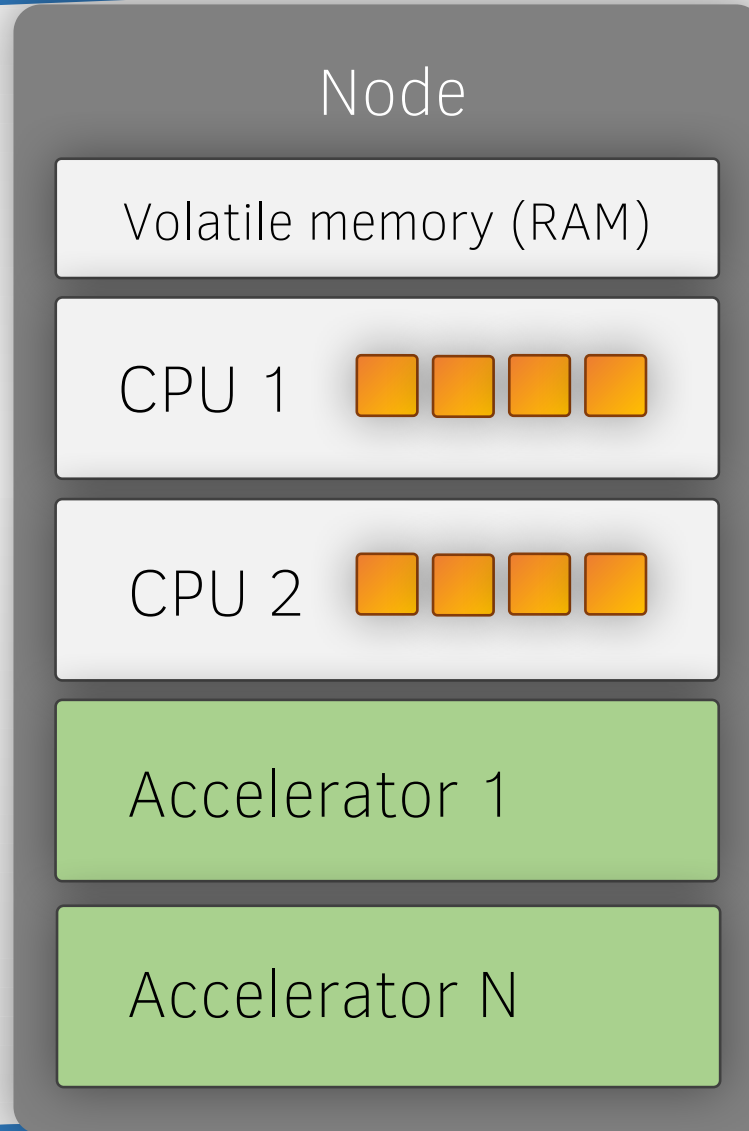 Node
Volatile memory (RAM)
CPU 1
CPU 2
Accelerator 1
Accelerator N